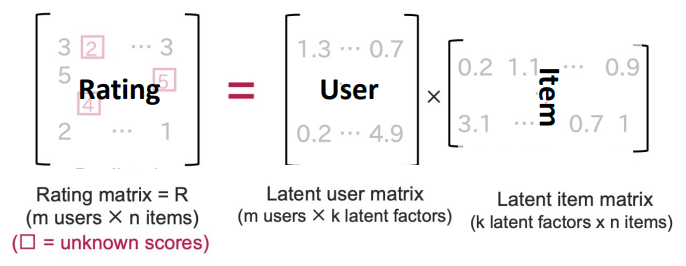 3 2 ··· 3
5 5
Rating
4
2 ··· 1
=
1.3 ··· 0.7
User
0.2 ··· 4.9
×
0.2 1.1 ··· 0.9
Item
3.1 ··· 0.7 1
Rating matrix = R
(m users × n items)
(□ = unknown scores)
Latent user matrix
(m users × k latent factors)
Latent item matrix
(k latent factors x n items)